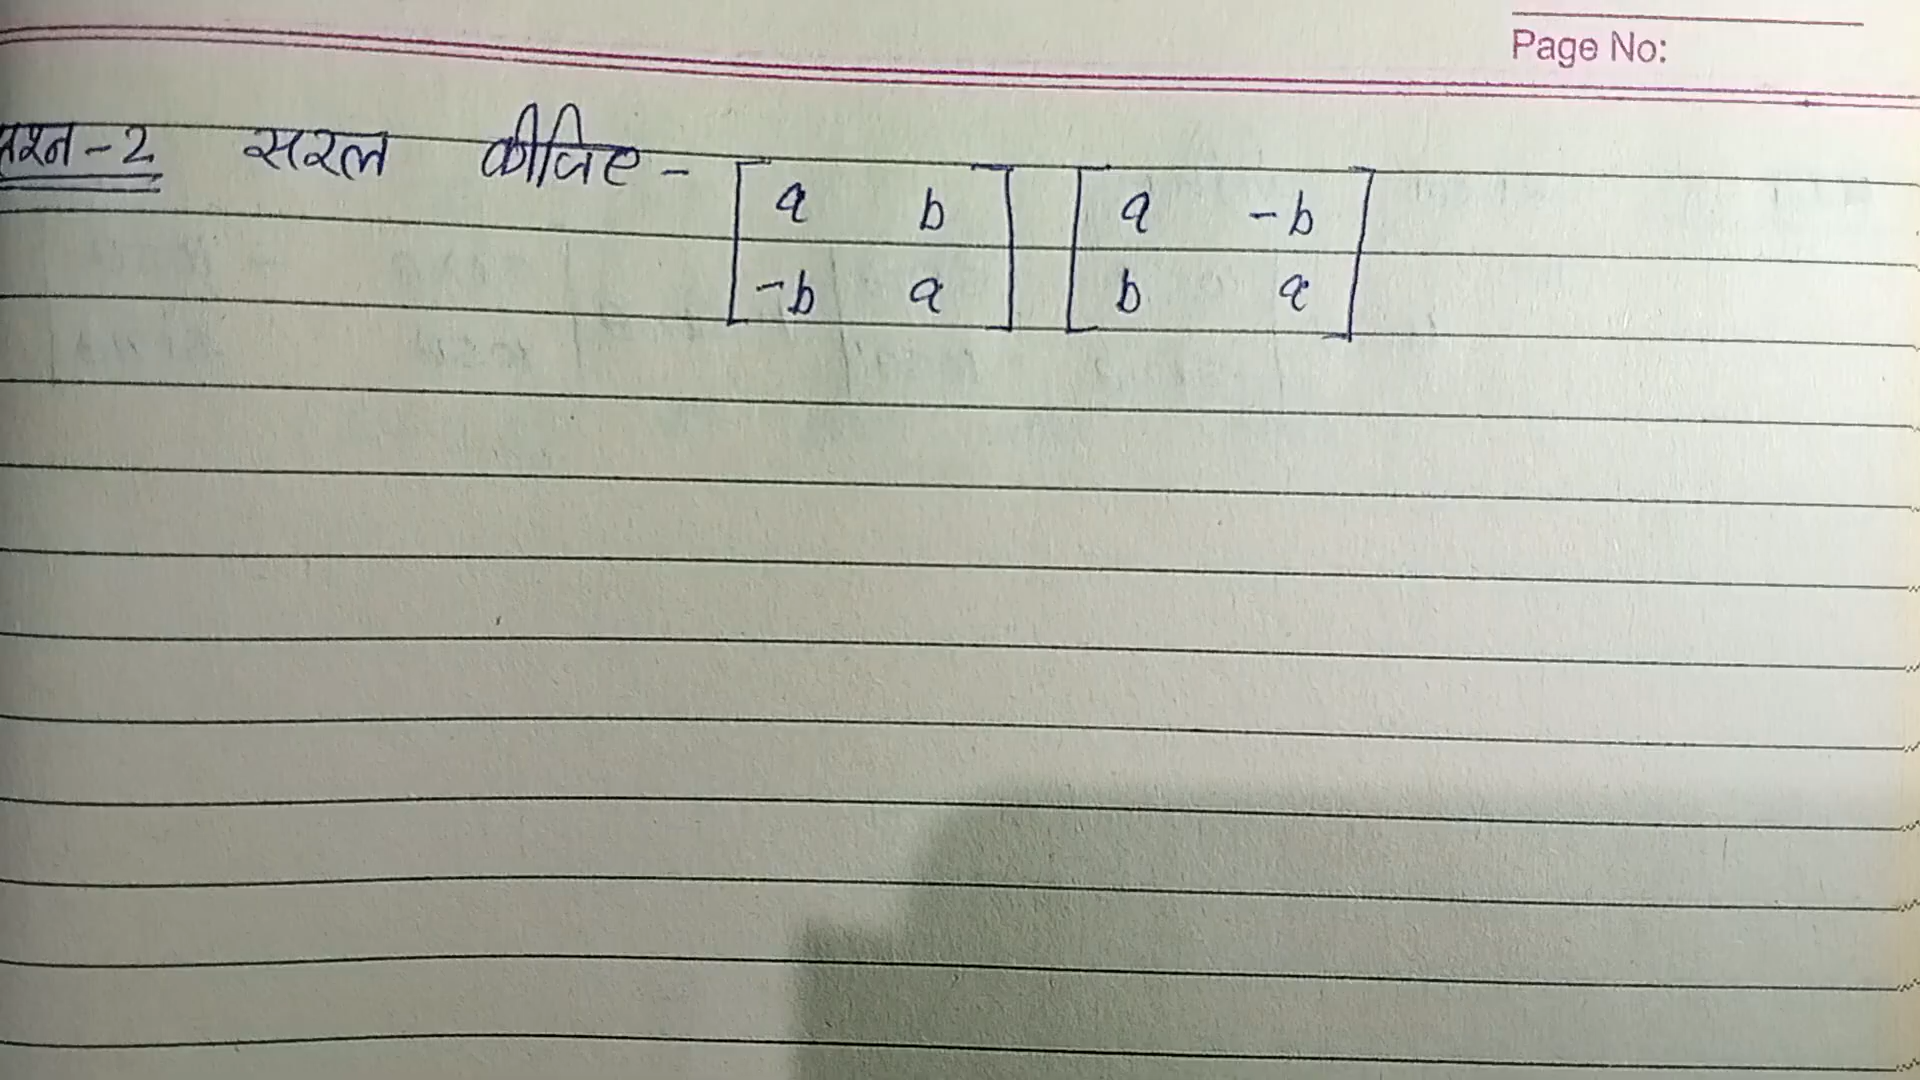 Page No:
प्रश्न-2 सरल कीजिए - [ a b ] [ a -b ]
[ -b a ] [ b a ]